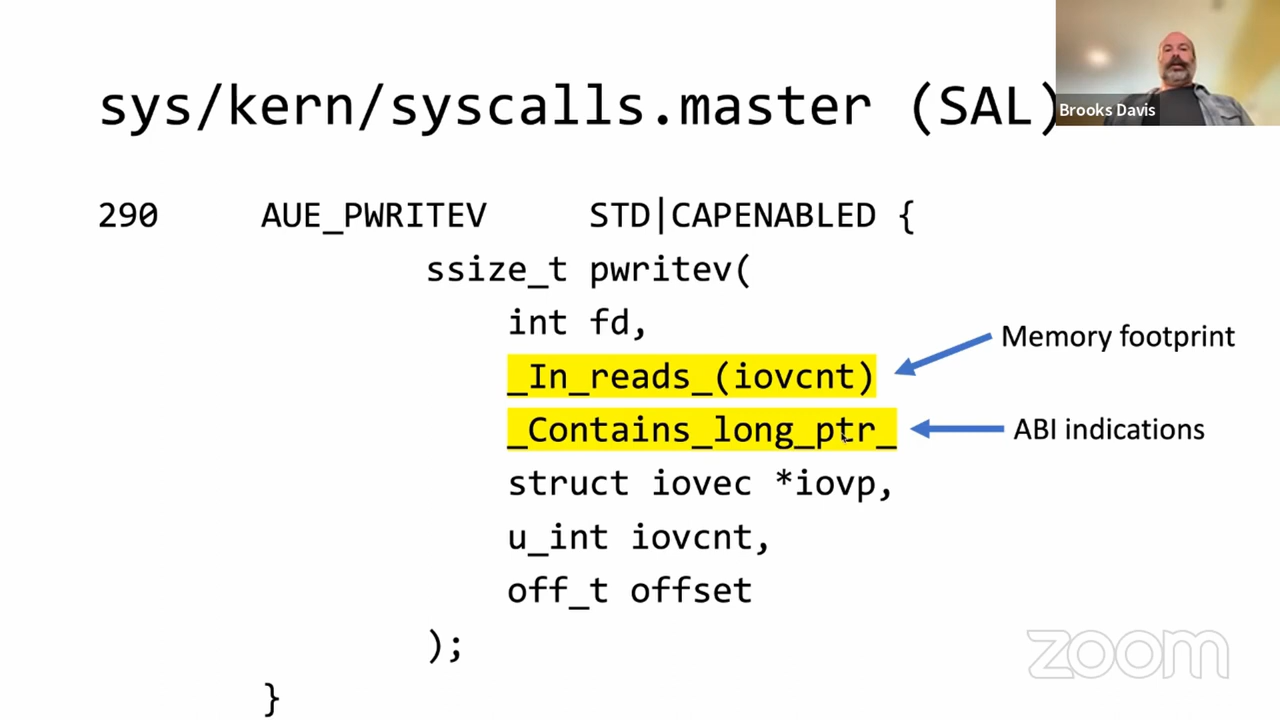 sys/kern/syscalls.master (SAL)
Brooks Davis
290 AUE_PWRITEV STD|CAPENABLED {
ssize_t pwritev(
int fd,
_In_reads_(iovcnt)
Memory footprint
_Contains_long_ptr_
ABI indications
struct iovec *iovp,
u_int iovcnt,
off_t offset
);
}
zoom